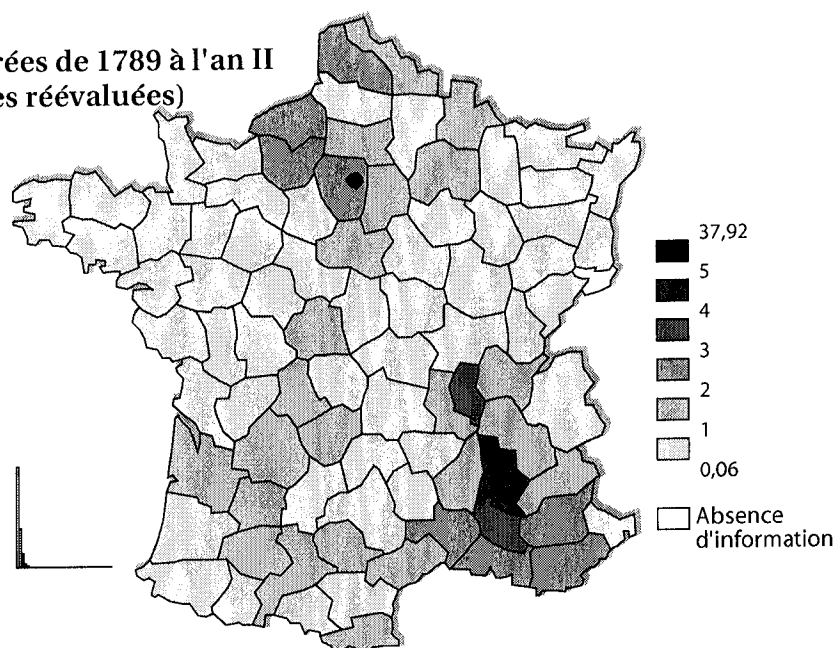 rées de 1789 à l'an II
es réévaluées)
37,92
5
4
3
2
1
0,06
Absence
d'information